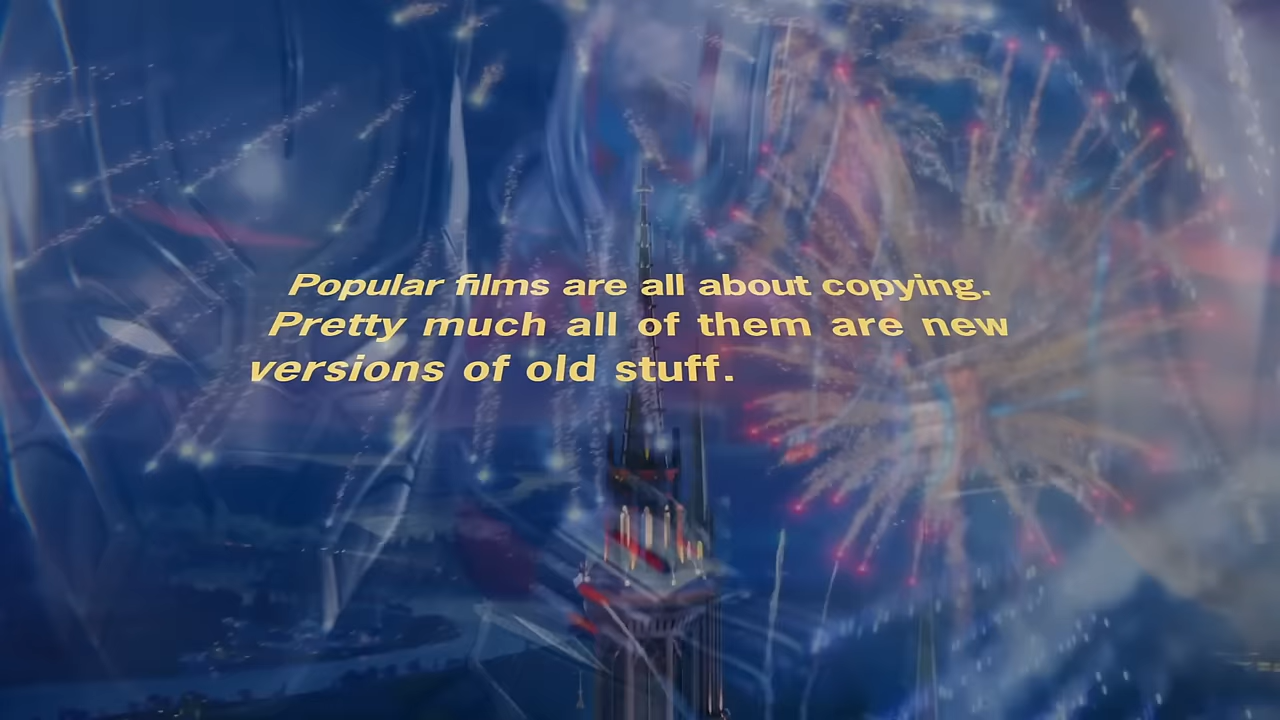 Popular films are all about copying.
Pretty much all of them are new
versions of old stuff.